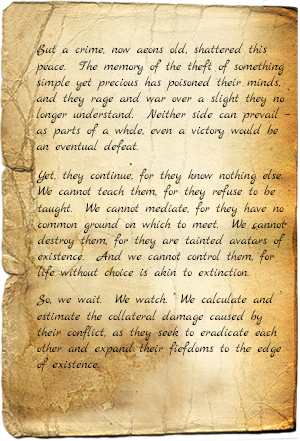 But a crime, now aeons old, shattered this
peace. The memory of the theft of something
simple yet precious has poisoned their minds,
and they rage and war over a slight they no
longer understand. Neither side can prevail -
as parts of a whole, even a victory would be
an eventual defeat.
Yet, they continue, for they know nothing else.
We cannot teach them, for they refuse to be
taught. We cannot mediate, for they have no
common ground on which to meet. We cannot
destroy them, for they are tainted avatars of
existence. And we cannot control them, for
life without choice is akin to extinction.
So, we wait. We watch. We calculate and
estimate the collateral damage caused by
their conflict, as they seek to eradicate each
other and expand their fiefdoms to the edge
of existence.